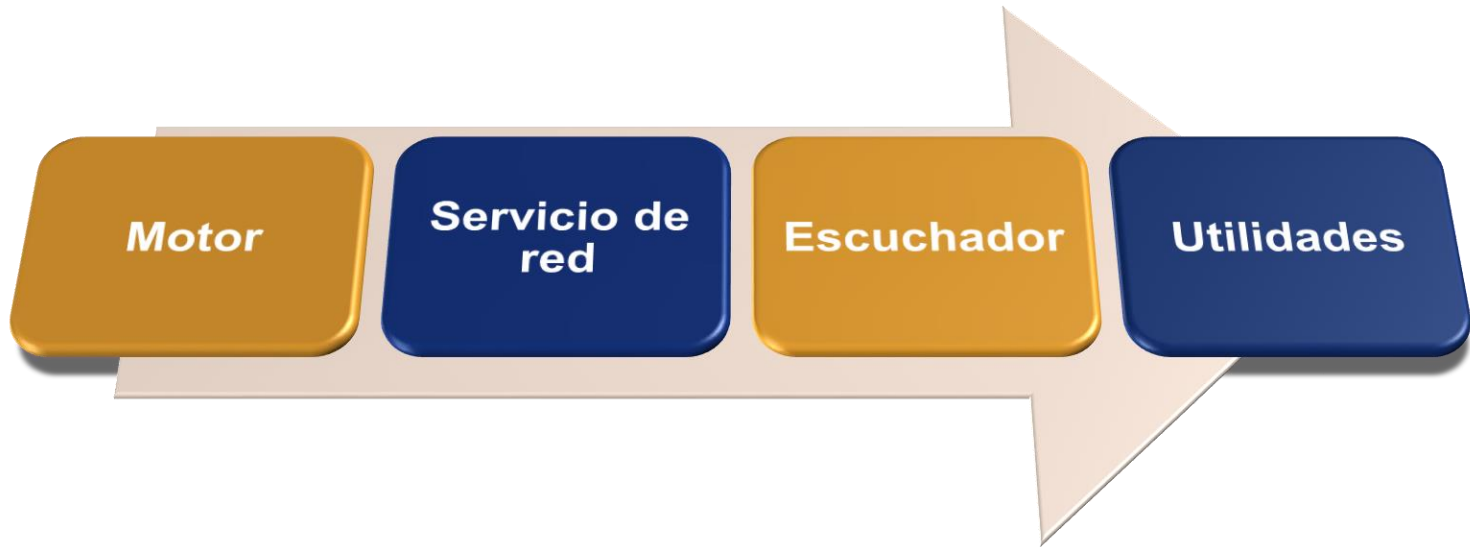 Motor
Servicio de
red
Escuchador
Utilidades